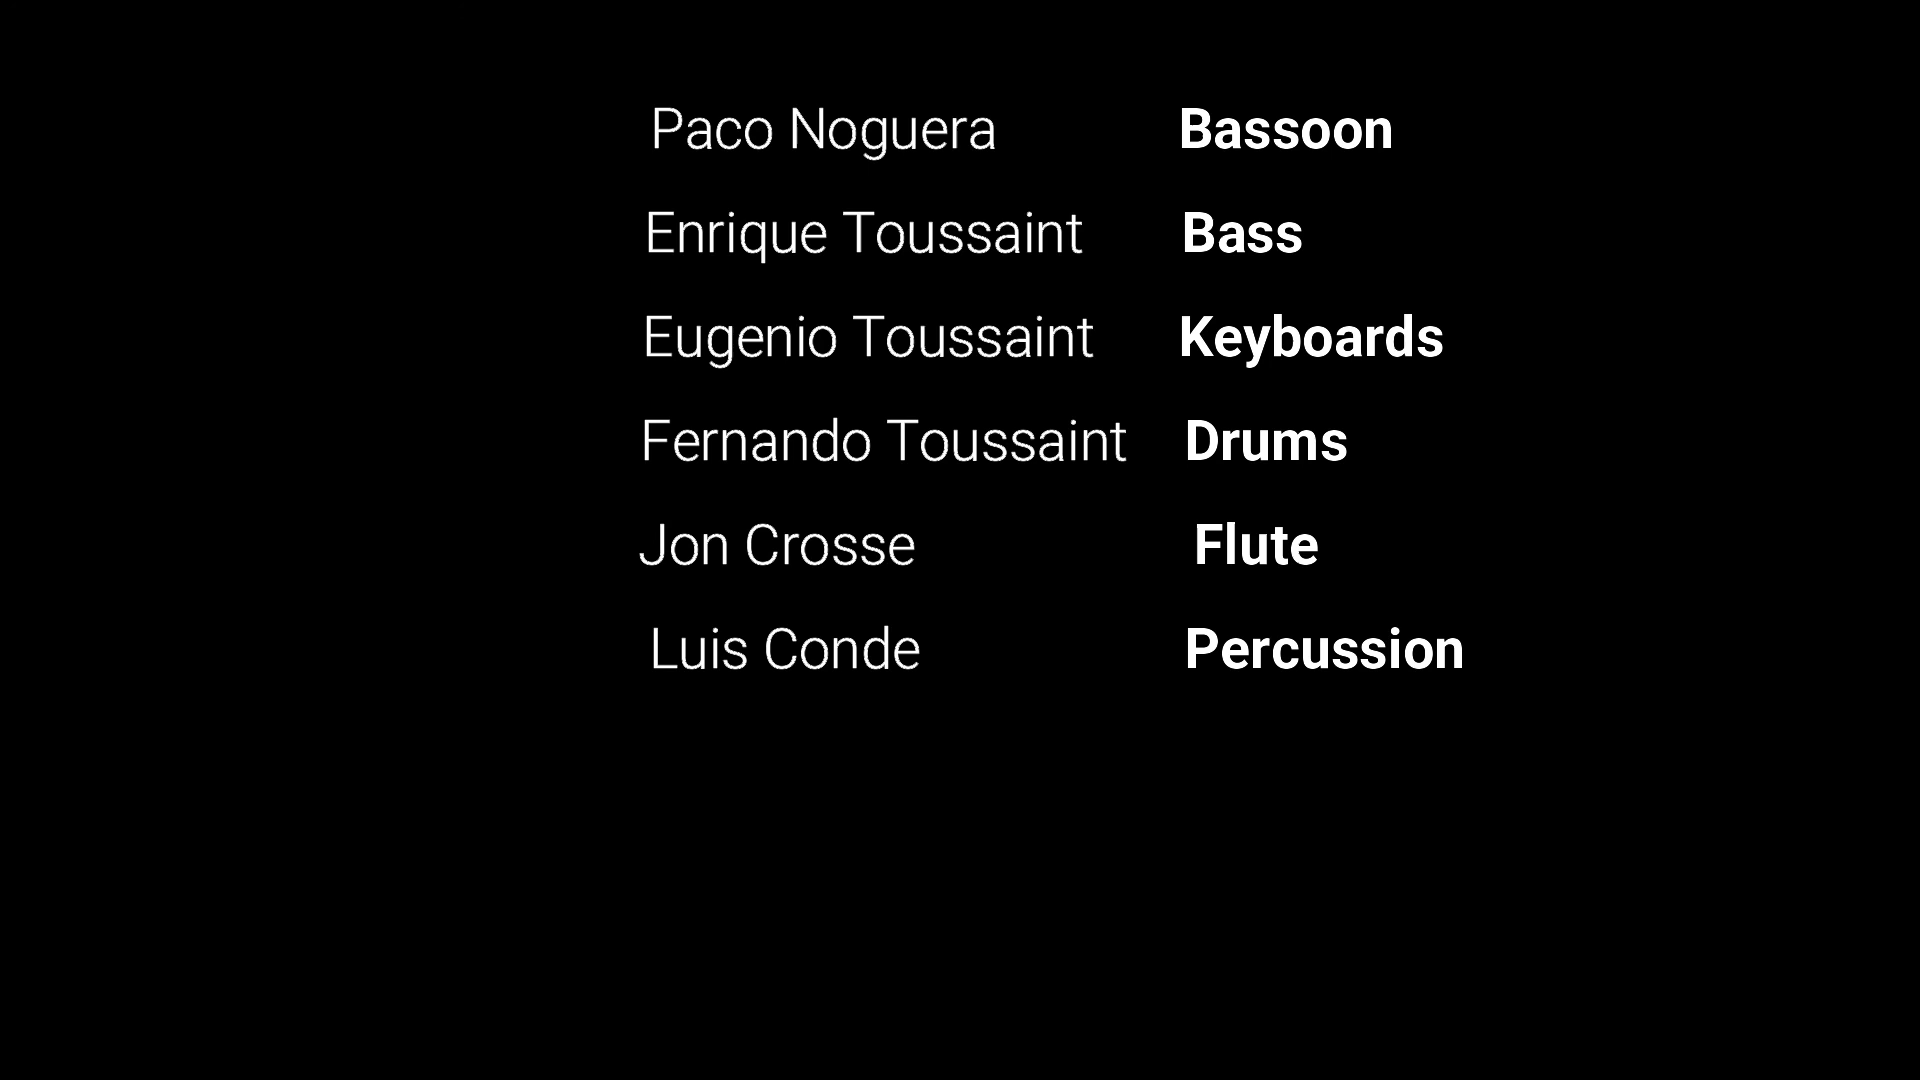 Paco Noguera Bassoon
Enrique Toussaint Bass
Eugenio Toussaint Keyboards
Fernando Toussaint Drums
Jon Crosse Flute
Luis Conde Percussion